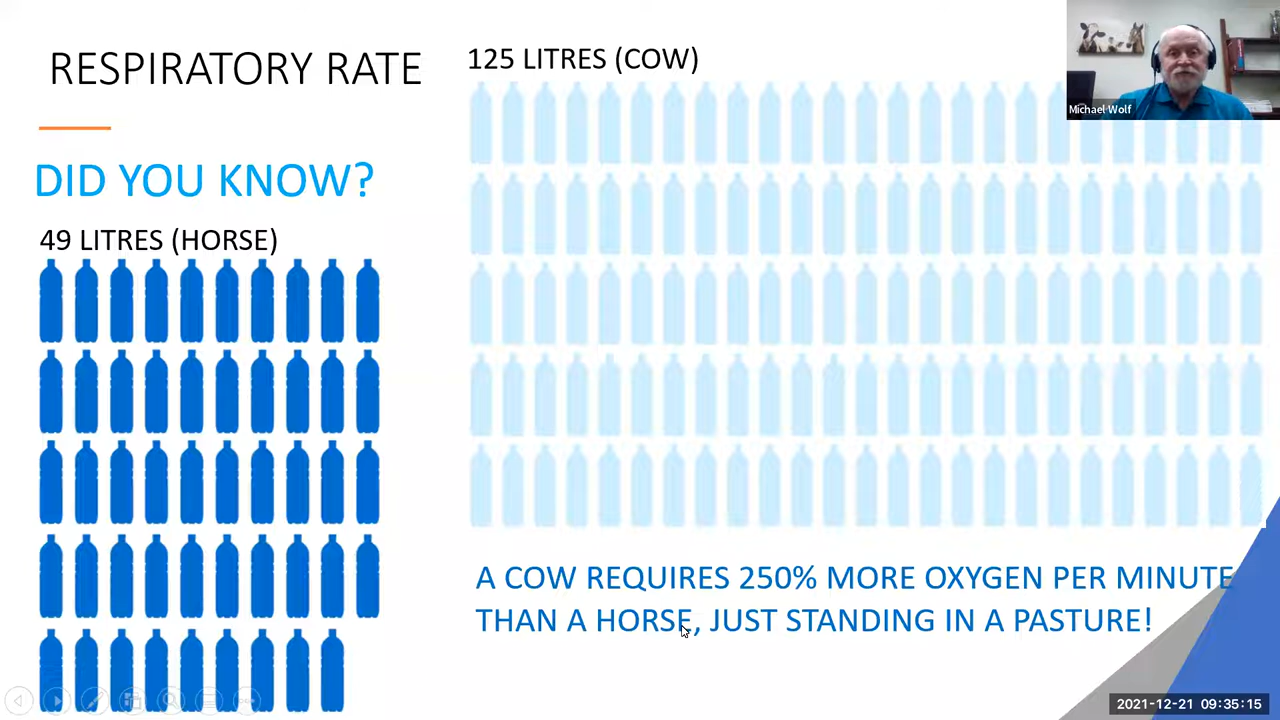 RESPIRATORY RATE
DID YOU KNOW?
49 LITRES (HORSE)
125 LITRES (COW)
A COW REQUIRES 250% MORE OXYGEN PER MINUTE
THAN A HORSE, JUST STANDING IN A PASTURE!
Michael Wolf
2021-12-21 09:35:15